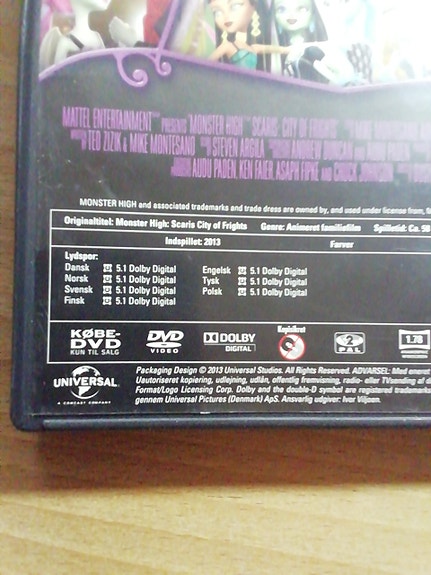 MATTEL ENTERTAINMENT PRESENTS "MONSTER HIGH SCARIS: CITY OF FRIGHTS"
TED ZIZIK & MIKE MONTESANO STEVEN ARGILA ANDREW DUNCAN
AUDU PADEN, KEN FAIER, ASAPH FIPKE AND CHUCK JOHNSON
MONSTER HIGH and associated trademarks and trade dress are owned by, and used under license from,
Originaltitel: Monster High: Scaris City of Frights Genre: Animeret familiefilm Spilletid: Ca. 58
Indspillet: 2013 Farver
Lydspor:
Dansk 5.1 Dolby Digital Engelsk 5.1 Dolby Digital
Norsk 5.1 Dolby Digital Tysk 5.1 Dolby Digital
Svensk 5.1 Dolby Digital Polsk 5.1 Dolby Digital
Finsk 5.1 Dolby Digital
KØBE-
DVD
KUN TIL SALG
DVD
VIDEO
DOLBY
DIGITAL
Kopibelagt
2
PAL
1.78
UNIVERSAL
A COMCAST COMPANY
Packaging Design © 2013 Universal Studios. All Rights Reserved. ADVARSEL: Med eneret
Uautoriseret kopiering, udlejning, udlån, offentlig fremvisning, radio- eller TVsending af d
Format/Logo Licensing Corp. Dolby and the double-D symbol are registered trademarks
gennem Universal Pictures (Denmark) ApS. Ansvarlig udgiver: Ivor Viljoen.